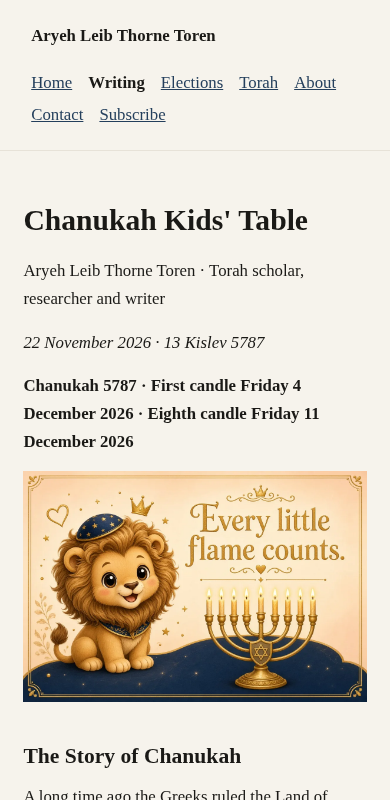 Aryeh Leib Thorne Toren
Home Writing Elections Torah About
Contact Subscribe
Chanukah Kids' Table
Aryeh Leib Thorne Toren · Torah scholar,
researcher and writer
22 November 2026 · 13 Kislev 5787
Chanukah 5787 · First candle Friday 4
December 2026 · Eighth candle Friday 11
December 2026
Every little
flame counts.
The Story of Chanukah
A long time ago the Greeks ruled the Land of